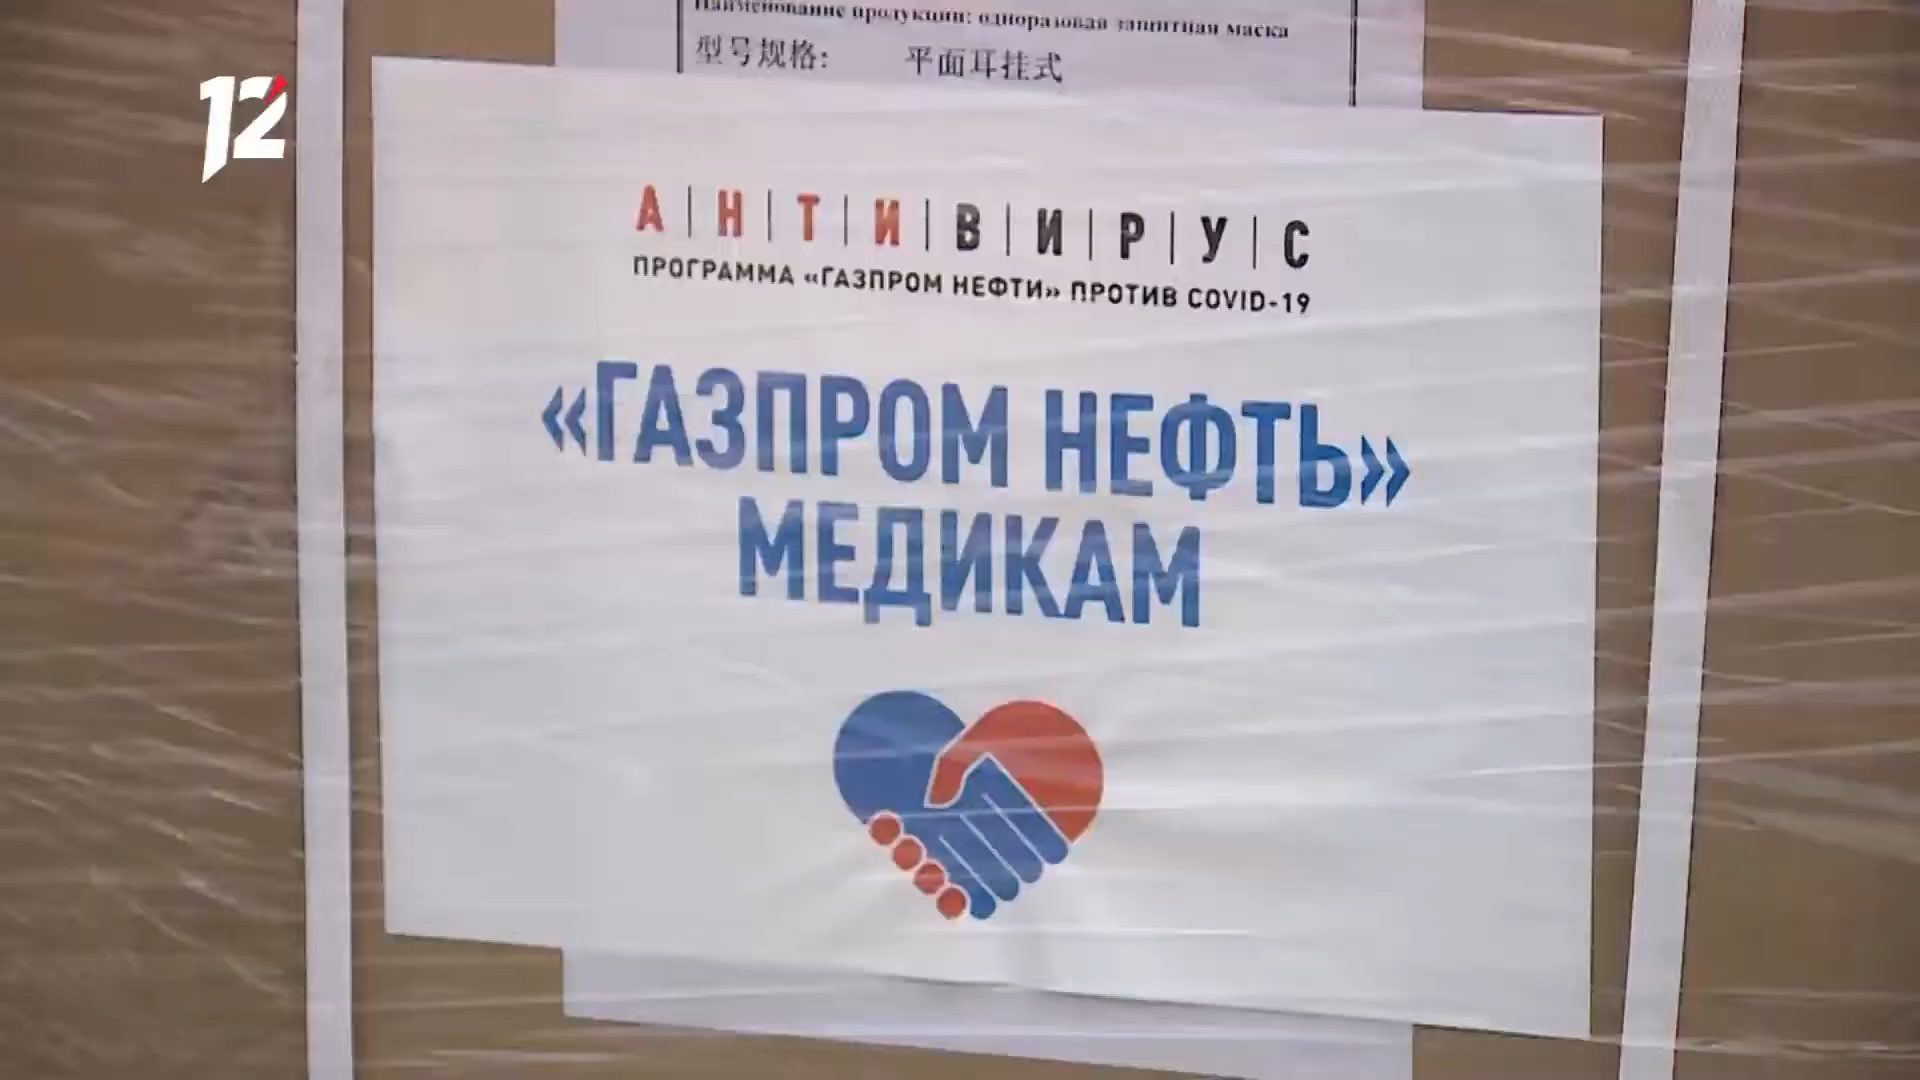 Наименование продукции: одноразовая защитная маска
型号规格: 平面耳挂式
12
А|Н|Т|И|В|И|Р|У|С
ПРОГРАММА «ГАЗПРОМ НЕФТИ» ПРОТИВ COVID-19
«ГАЗПРОМ НЕФТЬ»
МЕДИКАМ